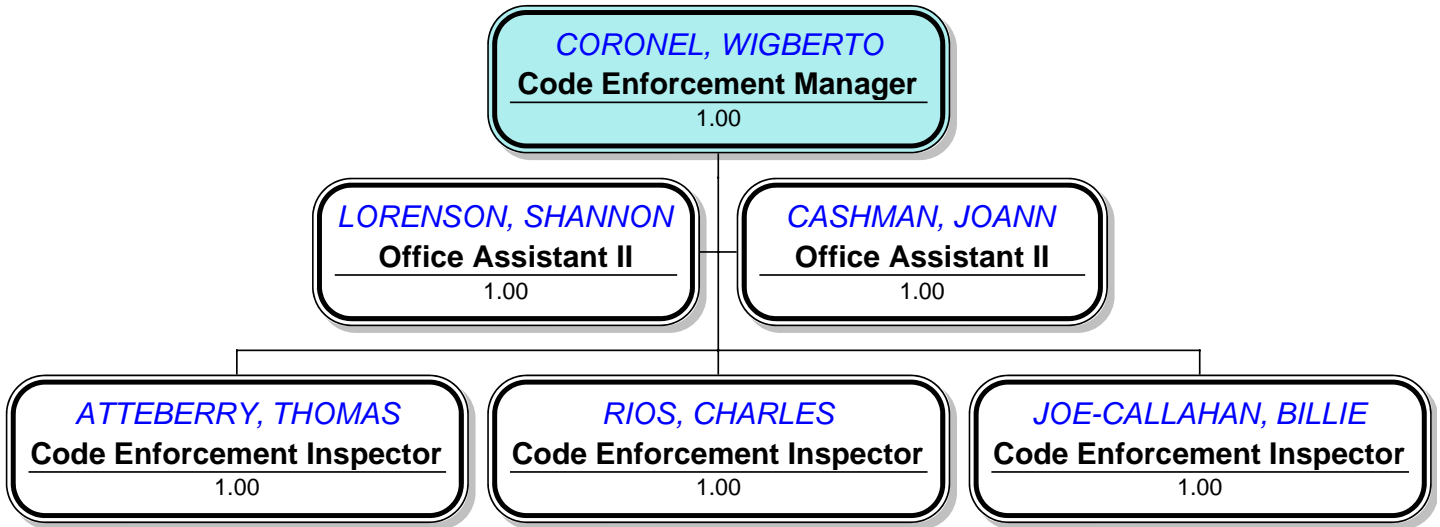 CORONEL, WIGBERTO
Code Enforcement Manager
1.00
LORENSON, SHANNON
Office Assistant II
1.00
CASHMAN, JOANN
Office Assistant II
1.00
ATTEBERRY, THOMAS
Code Enforcement Inspector
1.00
RIOS, CHARLES
Code Enforcement Inspector
1.00
JOE-CALLAHAN, BILLIE
Code Enforcement Inspector
1.00